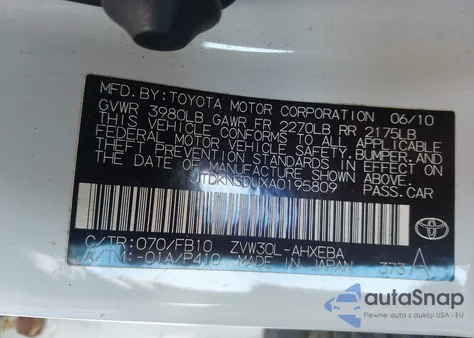 MFD. BY: TOYOTA MOTOR CORPORATION 06/10
GVWR 3980LB GAWR FR 2270LB RR 2175LB
THIS VEHICLE CONFORMS TO ALL APPLICABLE
FEDERAL MOTOR VEHICLE SAFETY, BUMPER, AND
THEFT PREVENTION STANDARDS IN EFFECT ON
THE DATE OF MANUFACTURE SHOWN ABOVE.
JTDKN3DUXA0195809 PASS.CAR
C/TR: 070/FB10 ZVW30L-AHXEBA
A/TM: -01A/P410 MADE IN JAPAN 373 A
TOYOTA
autoSnap
Pewne auta z aukcji USA i EU